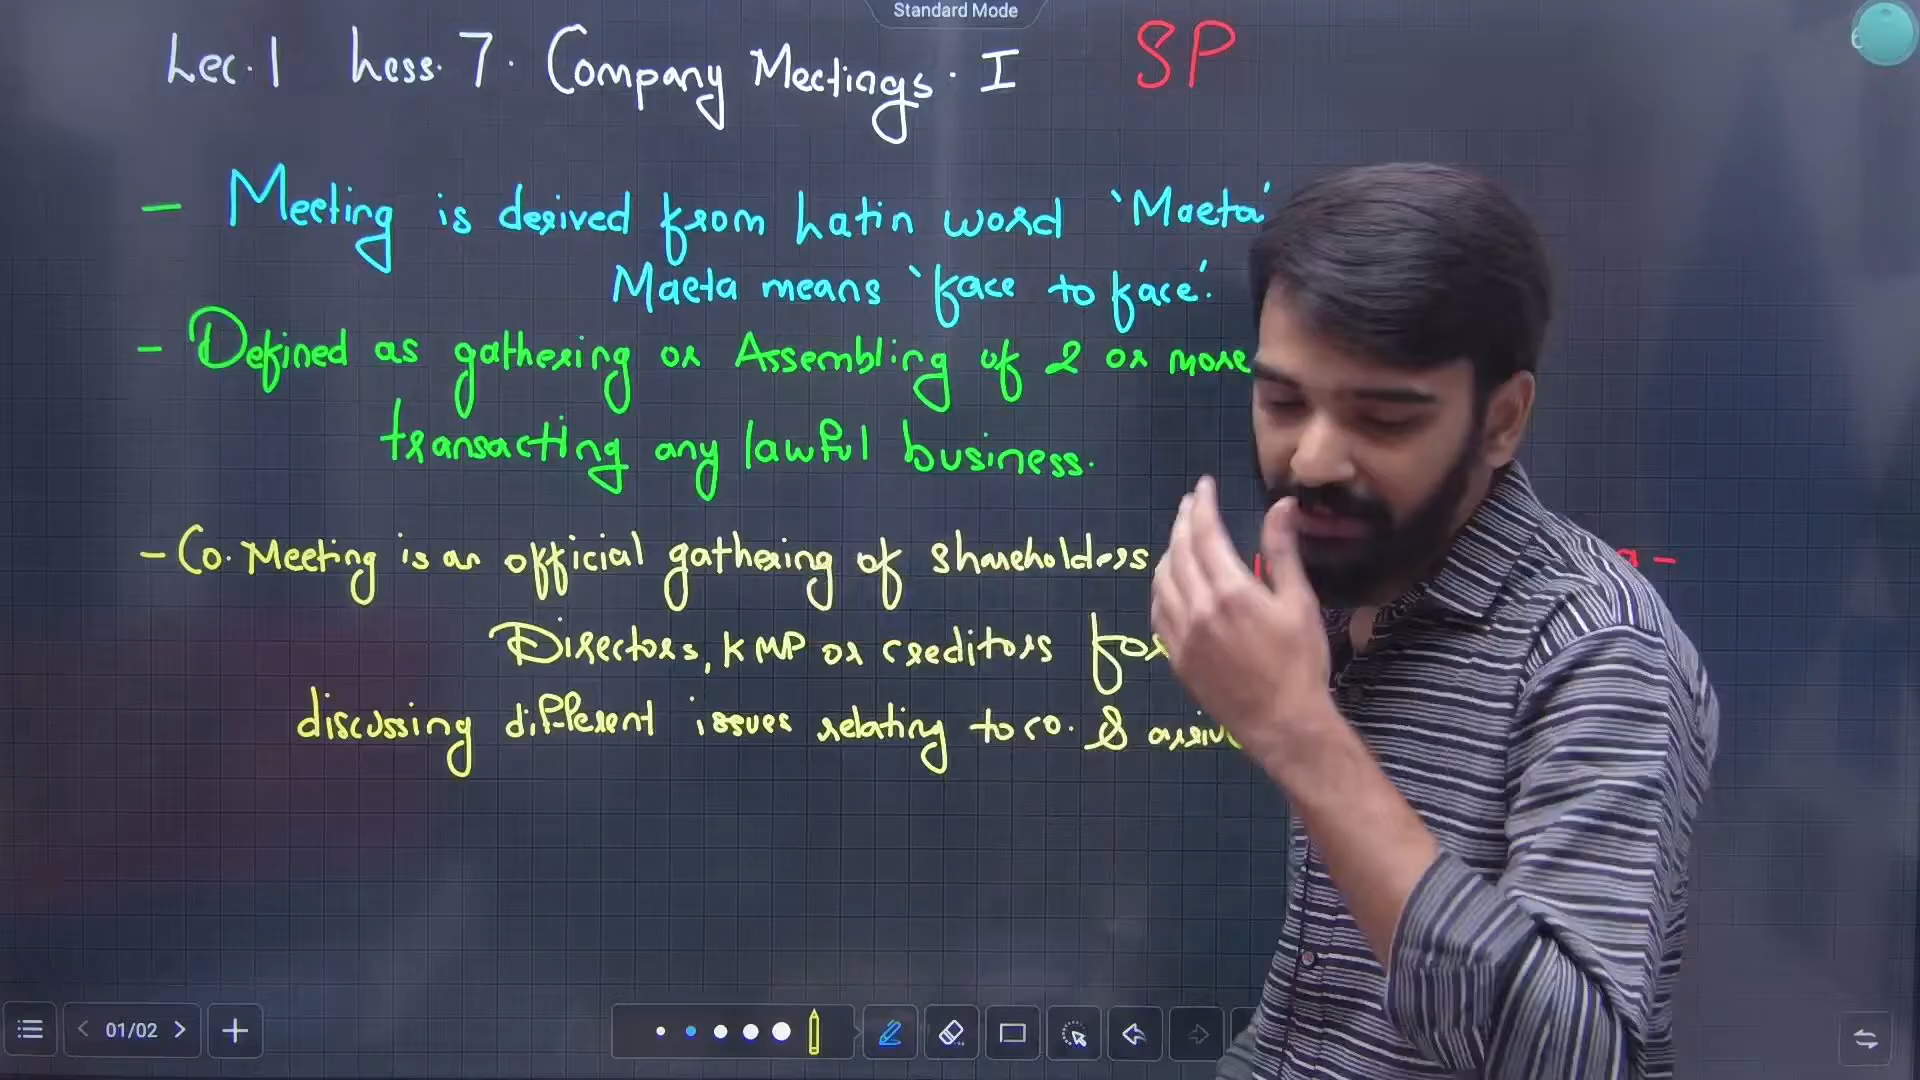 Standard Mode
Lec. 1 Less. 7. Company Meetings. I SP
- Meeting is derived from Latin word 'Maeta'
Maeta means 'face to face'.
- Defined as gathering or Assembling of 2 or more
transacting any lawful business.
- Co. Meeting is an official gathering of shareholders
Directors, KMP or creditors for
discussing different issues relating to co. &
01/02